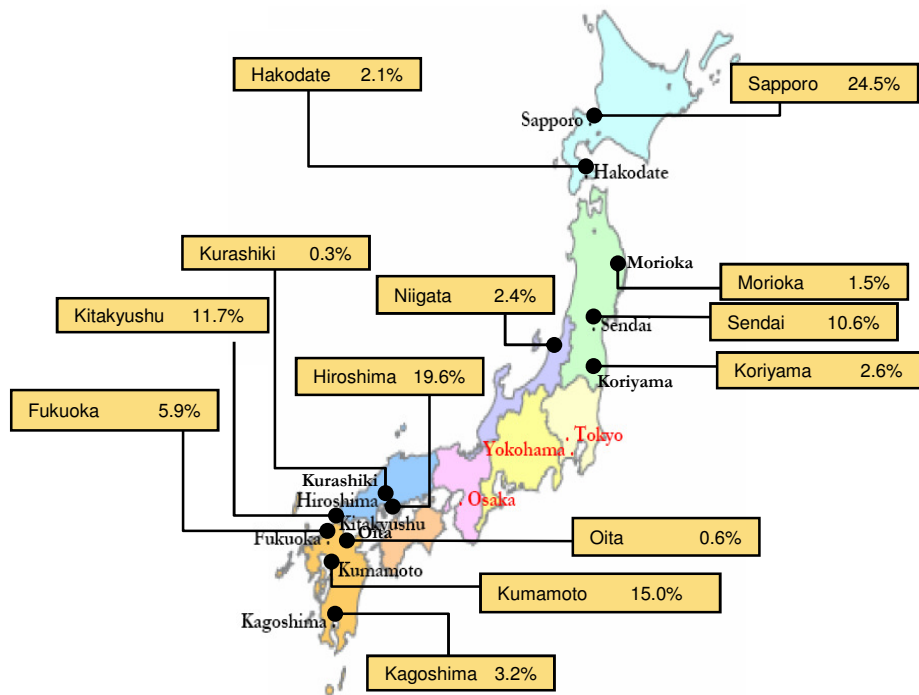 Hakodate 2.1%
Sapporo 24.5%
Sapporo
Hakodate
Kurashiki 0.3%
Morioka
Niigata 2.4%
Morioka 1.5%
Kitakyushu 11.7%
Sendai 10.6%
Sendai
Hiroshima 19.6%
Koriyama 2.6%
Koriyama
Fukuoka 5.9%
Tokyo
Yokohama
Kurashiki
Hiroshima
Osaka
Kitakyushu
Oita
Fukuoka
Oita 0.6%
Kumamoto
Kumamoto 15.0%
Kagoshima
Kagoshima 3.2%